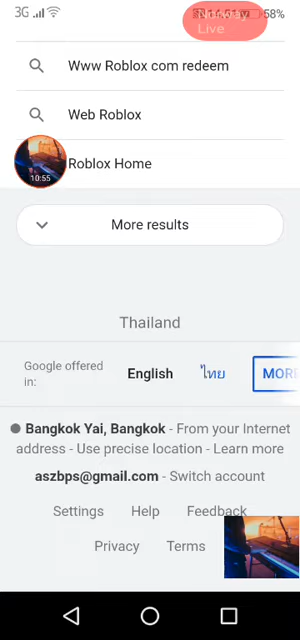 3G 14:51 58%
Live
Www Roblox com redeem
Web Roblox
Roblox Home
10:55
More results
Thailand
Google offered in:
English ไทย MORE
Bangkok Yai, Bangkok - From your Internet
address - Use precise location - Learn more
aszbps@gmail.com - Switch account
Settings Help Feedback
Privacy Terms